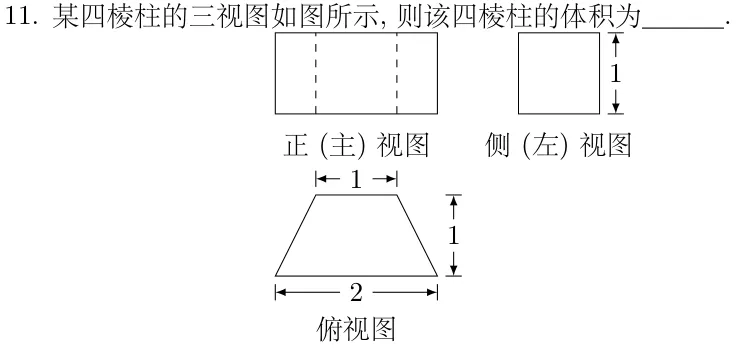 11. 某四棱柱的三视图如图所示, 则该四棱柱的体积为______.
1
正 (主) 视图 侧 (左) 视图
1
1
2
俯视图